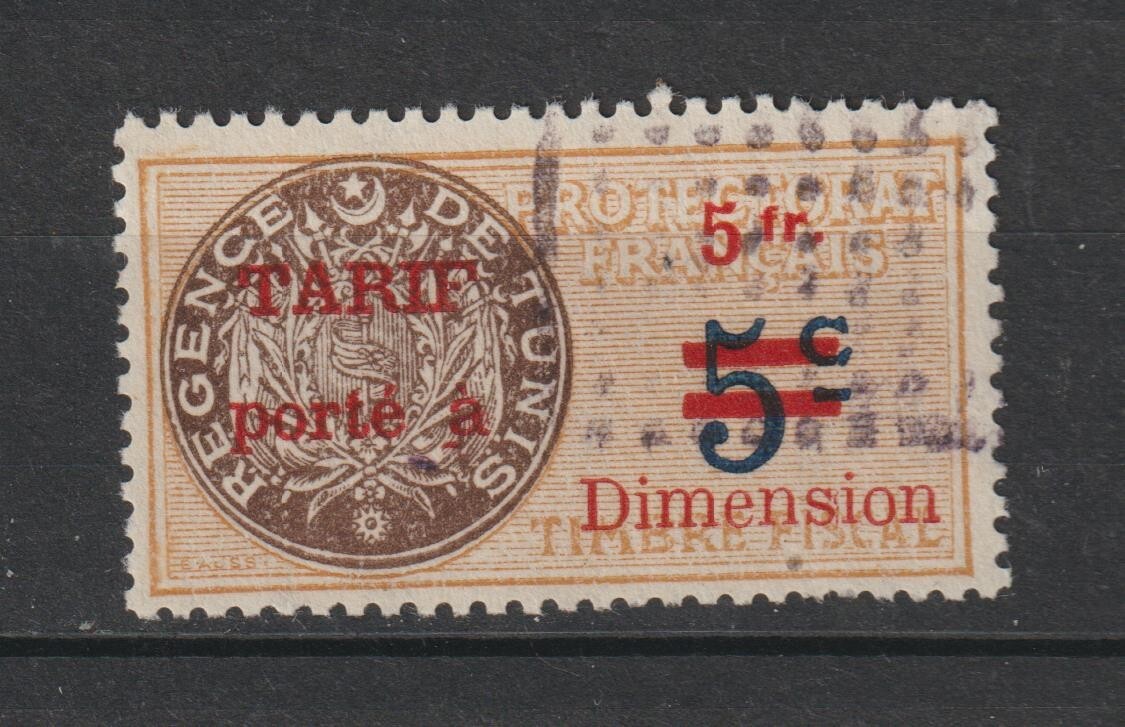 REGENCE DE TUNIS
TARIF
porté à
PROTECTORAT
5 fr.
FRANÇAIS
5c
Dimension
TIMBRE FISCAL